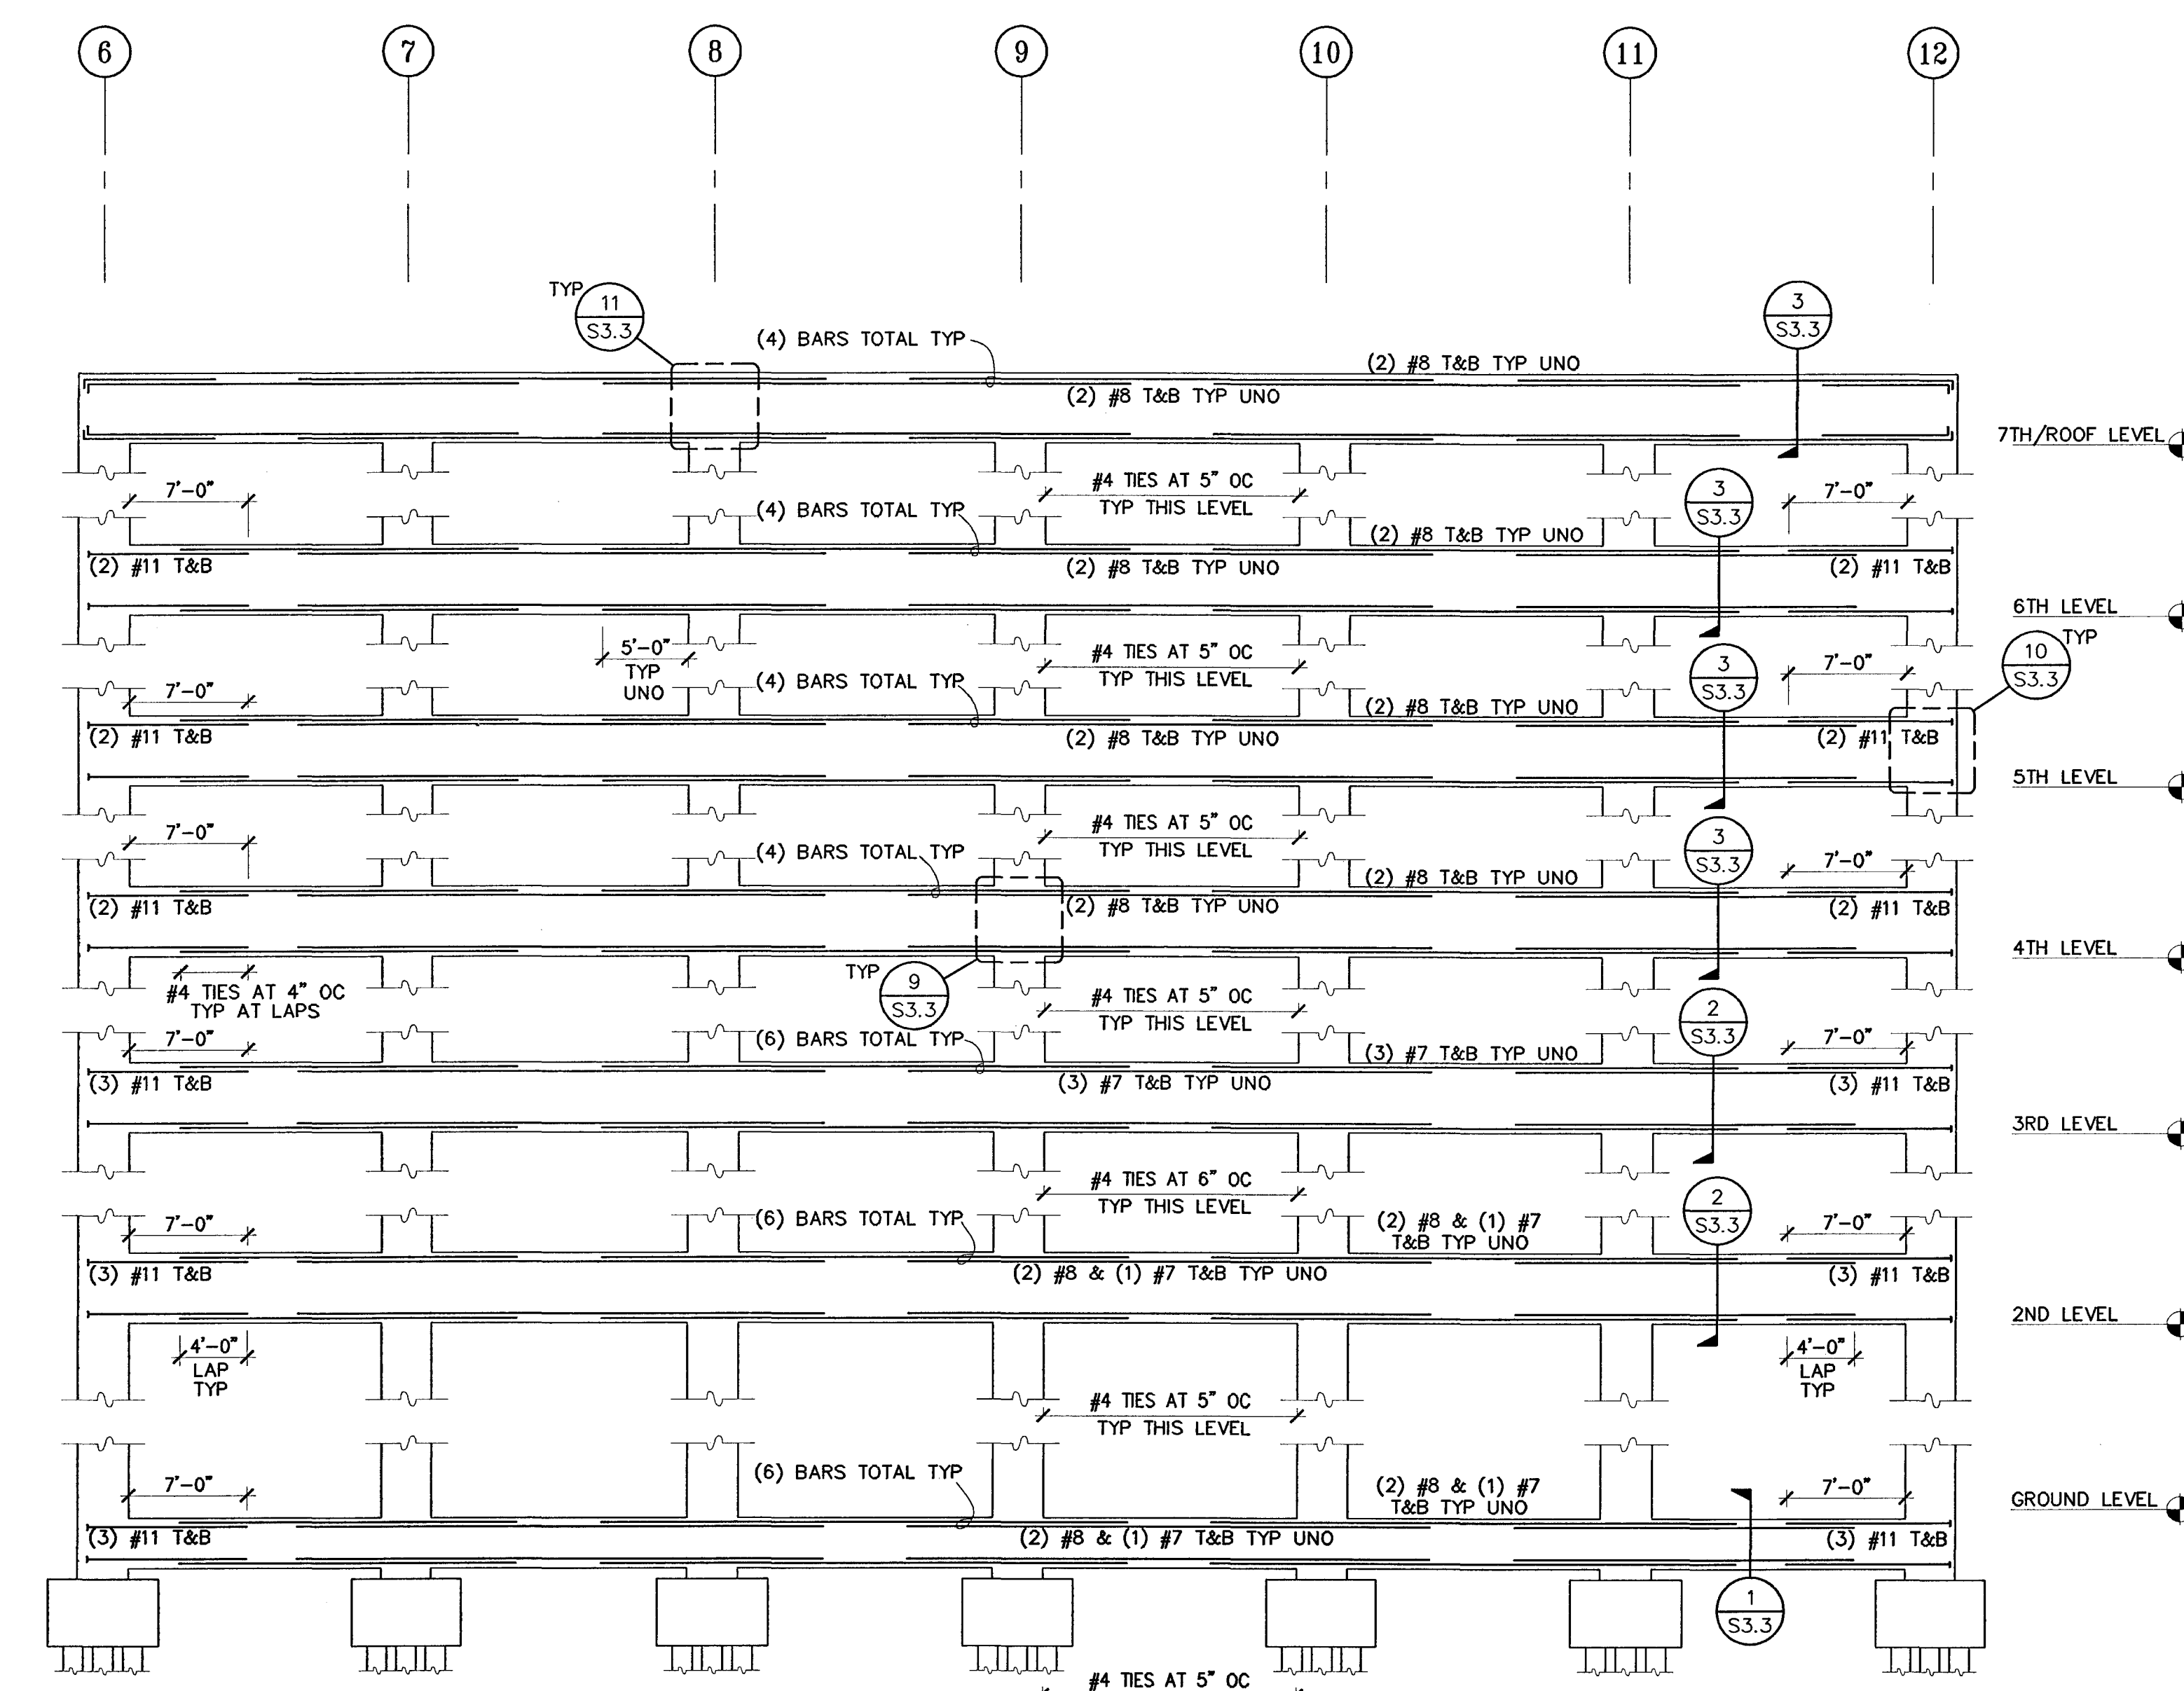 6 7 8 9 10 11 12
TYP
11
S3.3
3
S3.3
(4) BARS TOTAL TYP
(2) #8 T&B TYP UNO
(2) #8 T&B TYP UNO
7TH/ROOF LEVEL
7'-0"
#4 TIES AT 5" OC
TYP THIS LEVEL
3
S3.3
7'-0"
(4) BARS TOTAL TYP
(2) #8 T&B TYP UNO
(2) #11 T&B
(2) #8 T&B TYP UNO
(2) #11 T&B
6TH LEVEL
5'-0"
TYP
UNO
#4 TIES AT 5" OC
TYP THIS LEVEL
3
S3.3
7'-0"
10
S3.3
TYP
7'-0"
(4) BARS TOTAL TYP
(2) #8 T&B TYP UNO
(2) #11 T&B
(2) #8 T&B TYP UNO
(2) #11 T&B
5TH LEVEL
7'-0"
#4 TIES AT 5" OC
TYP THIS LEVEL
3
S3.3
7'-0"
(4) BARS TOTAL TYP
(2) #8 T&B TYP UNO
(2) #11 T&B
(2) #8 T&B TYP UNO
(2) #11 T&B
4TH LEVEL
#4 TIES AT 4" OC
TYP AT LAPS
TYP
9
S3.3
#4 TIES AT 5" OC
TYP THIS LEVEL
2
S3.3
7'-0"
(6) BARS TOTAL TYP
(3) #7 T&B TYP UNO
7'-0"
(3) #11 T&B
(3) #7 T&B TYP UNO
(3) #11 T&B
3RD LEVEL
#4 TIES AT 6" OC
TYP THIS LEVEL
2
S3.3
7'-0"
(6) BARS TOTAL TYP
(2) #8 & (1) #7
T&B TYP UNO
7'-0"
(3) #11 T&B
(2) #8 & (1) #7 T&B TYP UNO
(3) #11 T&B
2ND LEVEL
4'-0"
LAP
TYP
4'-0"
LAP
TYP
#4 TIES AT 5" OC
TYP THIS LEVEL
7'-0"
(6) BARS TOTAL TYP
(2) #8 & (1) #7
T&B TYP UNO
7'-0"
GROUND LEVEL
(3) #11 T&B
(2) #8 & (1) #7 T&B TYP UNO
(3) #11 T&B
1
S3.3
#4 TIES AT 5" OC